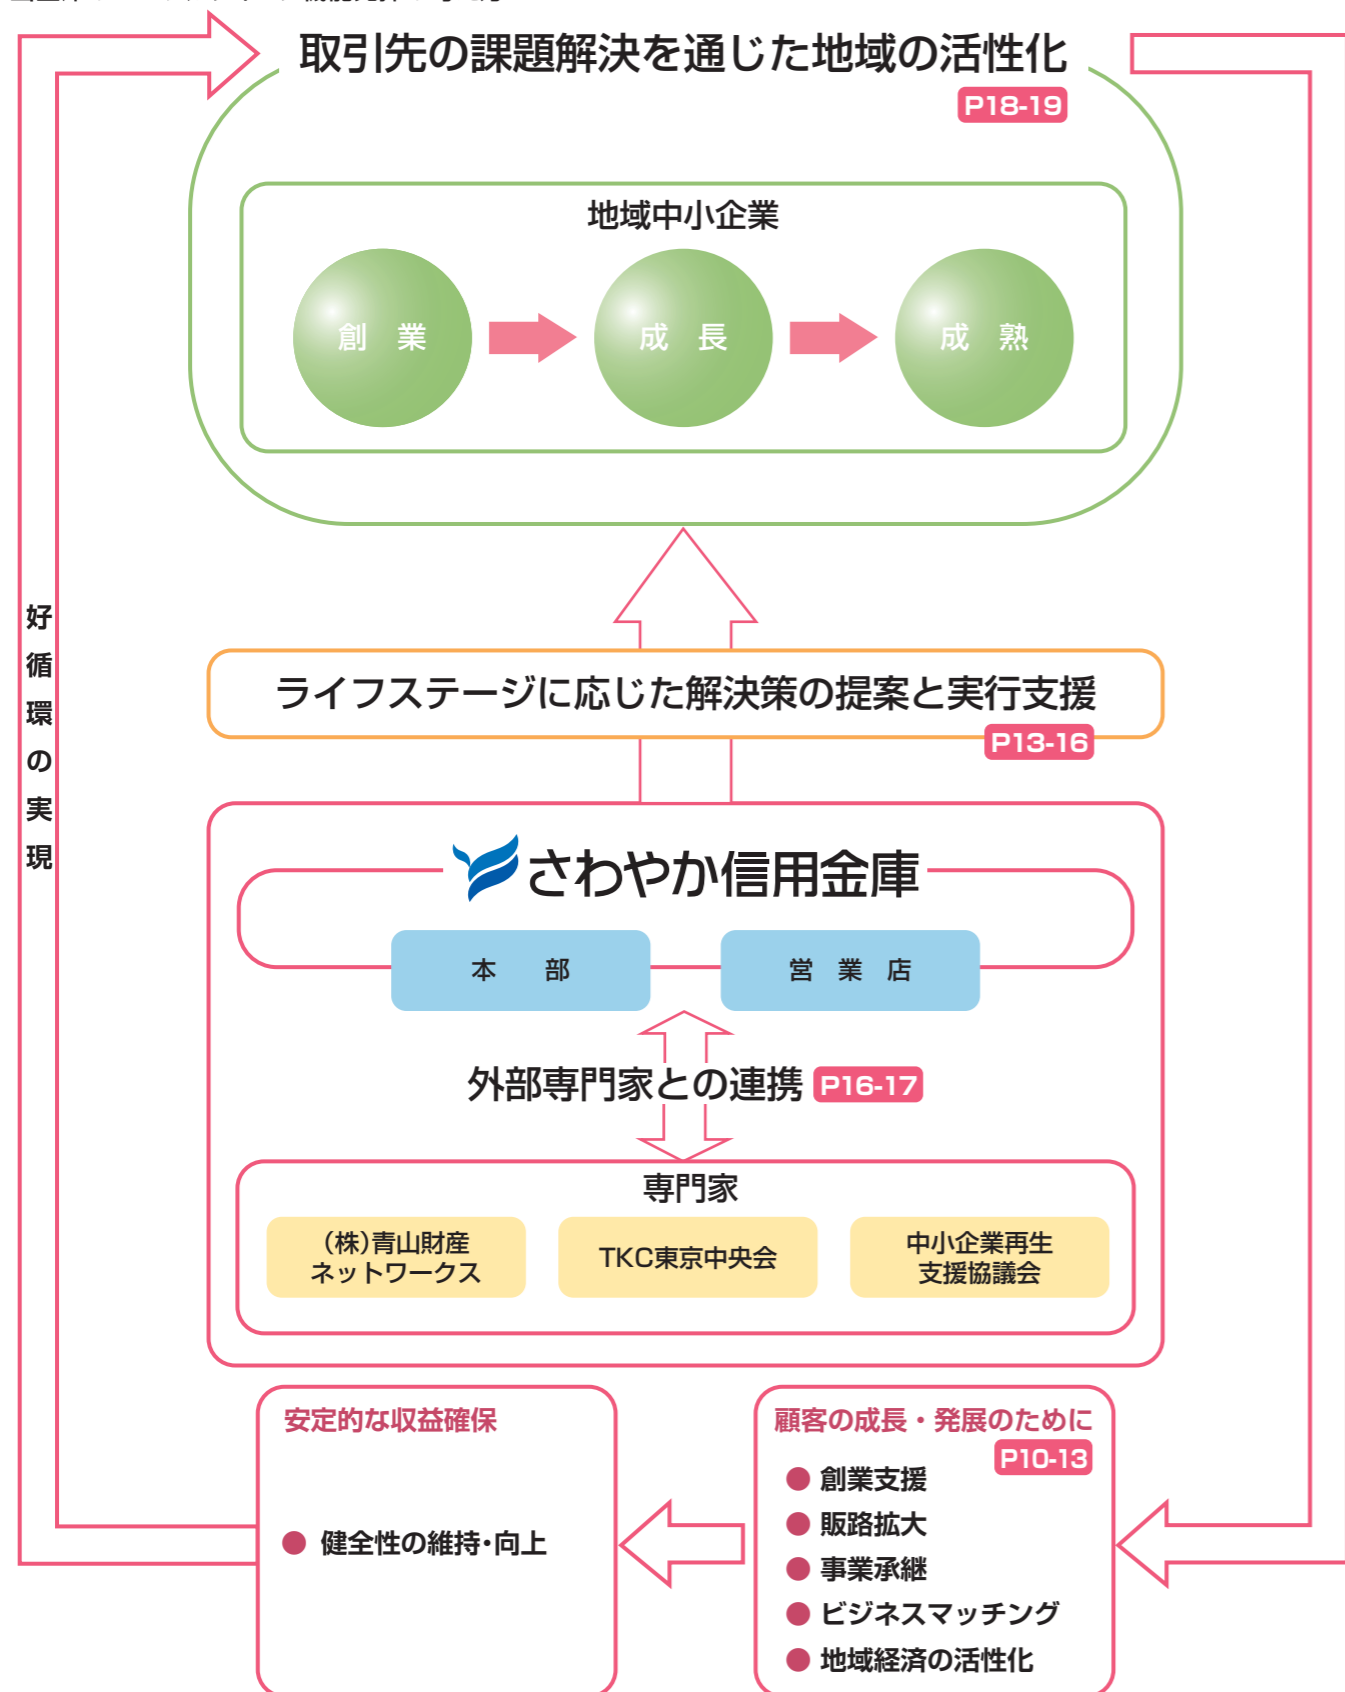 取引先の課題解決を通じた地域の活性化
P18-19
地域中小企業
創　業
成　長
成　熟
好循環の実現
ライフステージに応じた解決策の提案と実行支援
P13-16
さわやか信用金庫
本　部
営　業　店
外部専門家との連携 P16-17
専門家
(株)青山財産
ネットワークス
TKC東京中央会
中小企業再生
支援協議会
安定的な収益確保
● 健全性の維持・向上
顧客の成長・発展のために
P10-13
● 創業支援
● 販路拡大
● 事業承継
● ビジネスマッチング
● 地域経済の活性化